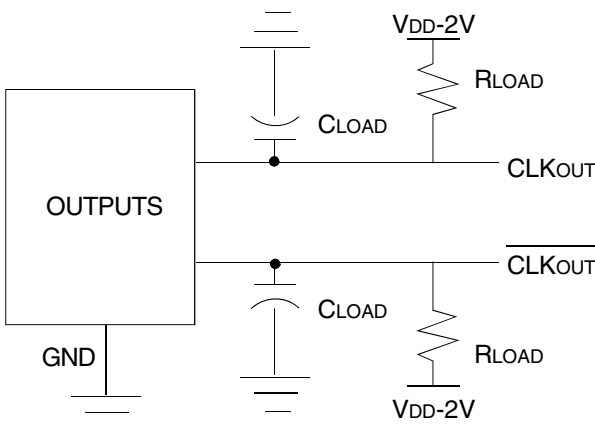 VDD-2V
RLOAD
CLOAD
CLKOUT
OUTPUTS
CLKOUT
CLOAD
GND
RLOAD
VDD-2V